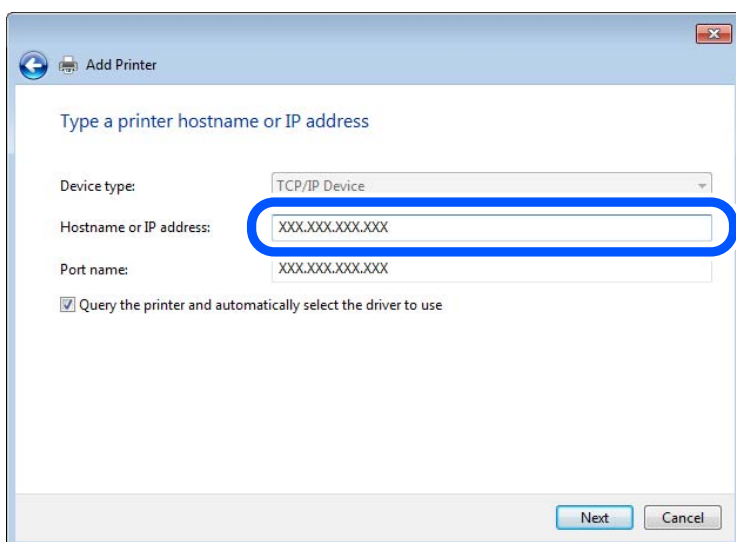 Add Printer
Type a printer hostname or IP address
Device type: TCP/IP Device
Hostname or IP address: XXX.XXX.XXX.XXX
Port name: XXX.XXX.XXX.XXX
Query the printer and automatically select the driver to use
Next Cancel